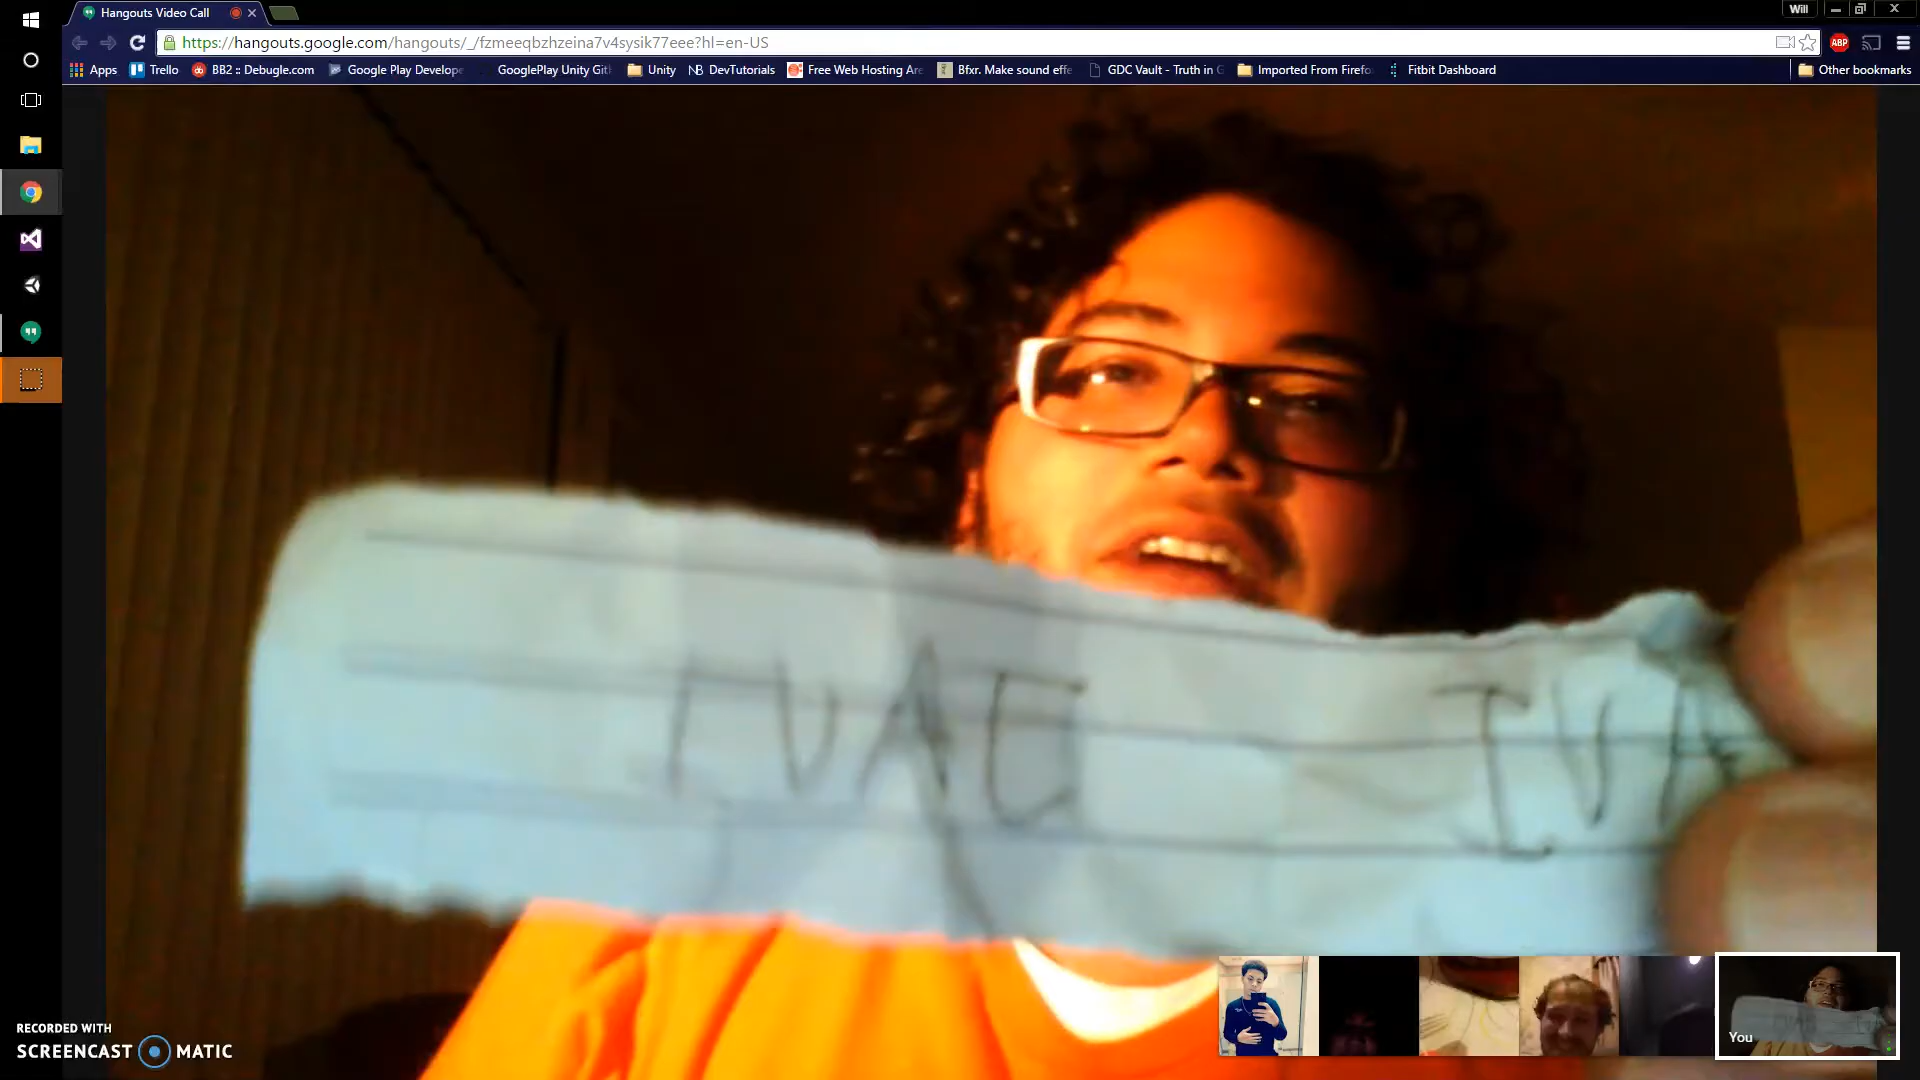 Hangouts Video Call
Will
https://hangouts.google.com/hangouts/_/fzmeeqbzhzeina7v4sysik77eee?hl=en-US
ABP
Apps Trello BB2 :: Debugle.com Google Play Develope GooglePlay Unity Git Unity NB DevTutorials Free Web Hosting Are Bfxr. Make sound effe GDC Vault - Truth in G Imported From Firefo Fitbit Dashboard Other bookmarks
You
RECORDED WITH
SCREENCAST MATIC